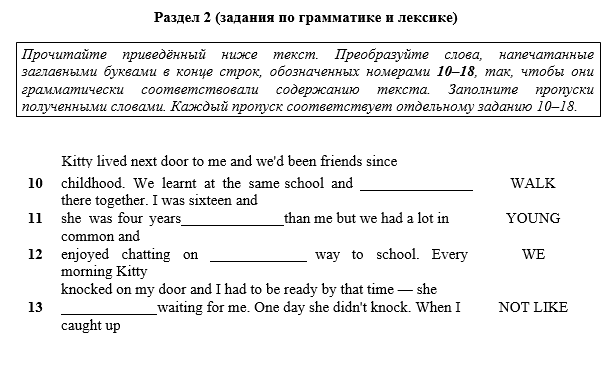 Раздел 2 (задания по грамматике и лексике)
Прочитайте приведённый ниже текст. Преобразуйте слова, напечатанные
заглавными буквами в конце строк, обозначенных номерами 10–18, так, чтобы они
грамматически соответствовали содержанию текста. Заполните пропуски
полученными словами. Каждый пропуск соответствует отдельному заданию 10–18.
Kitty lived next door to me and we'd been friends since
10 childhood. We learnt at the same school and _______________ WALK
there together. I was sixteen and
11 she was four years______________than me but we had a lot in YOUNG
common and
12 enjoyed chatting on _____________ way to school. Every WE
morning Kitty
knocked on my door and I had to be ready by that time — she
13 _____________waiting for me. One day she didn't knock. When I NOT LIKE
caught up